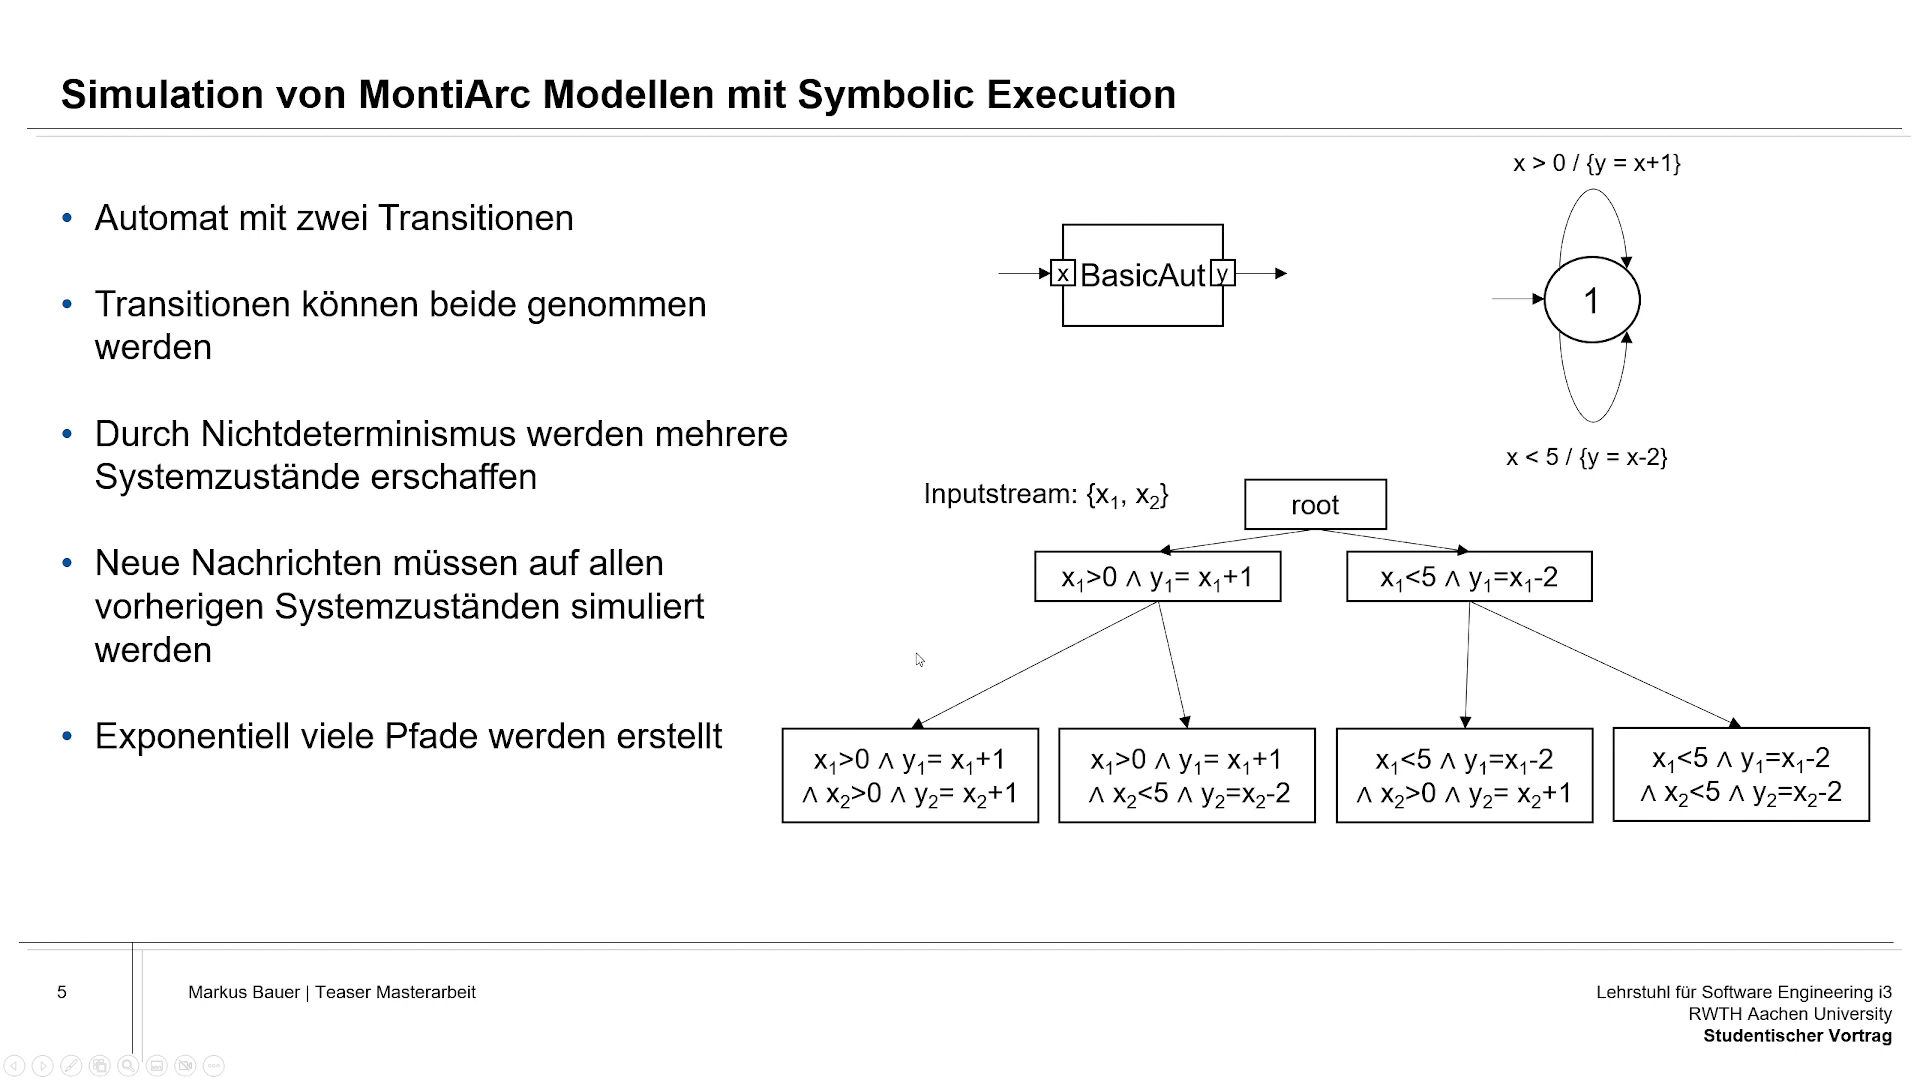 Simulation von MontiArc Modellen mit Symbolic Execution
• Automat mit zwei Transitionen
• Transitionen können beide genommen
werden
• Durch Nichtdeterminismus werden mehrere
Systemzustände erschaffen
• Neue Nachrichten müssen auf allen
vorherigen Systemzuständen simuliert
werden
• Exponentiell viele Pfade werden erstellt
x BasicAut y
x > 0 / {y = x+1}
1
x < 5 / {y = x-2}
Inputstream: {x₁, x₂}
root
x₁>0 ∧ y₁= x₁+1
x₁<5 ∧ y₁=x₁-2
x₁>0 ∧ y₁= x₁+1
∧ x₂>0 ∧ y₂= x₂+1
x₁>0 ∧ y₁= x₁+1
∧ x₂<5 ∧ y₂=x₂-2
x₁<5 ∧ y₁=x₁-2
∧ x₂>0 ∧ y₂= x₂+1
x₁<5 ∧ y₁=x₁-2
∧ x₂<5 ∧ y₂=x₂-2
5
Markus Bauer | Teaser Masterarbeit
Lehrstuhl für Software Engineering i3
RWTH Aachen University
Studentischer Vortrag